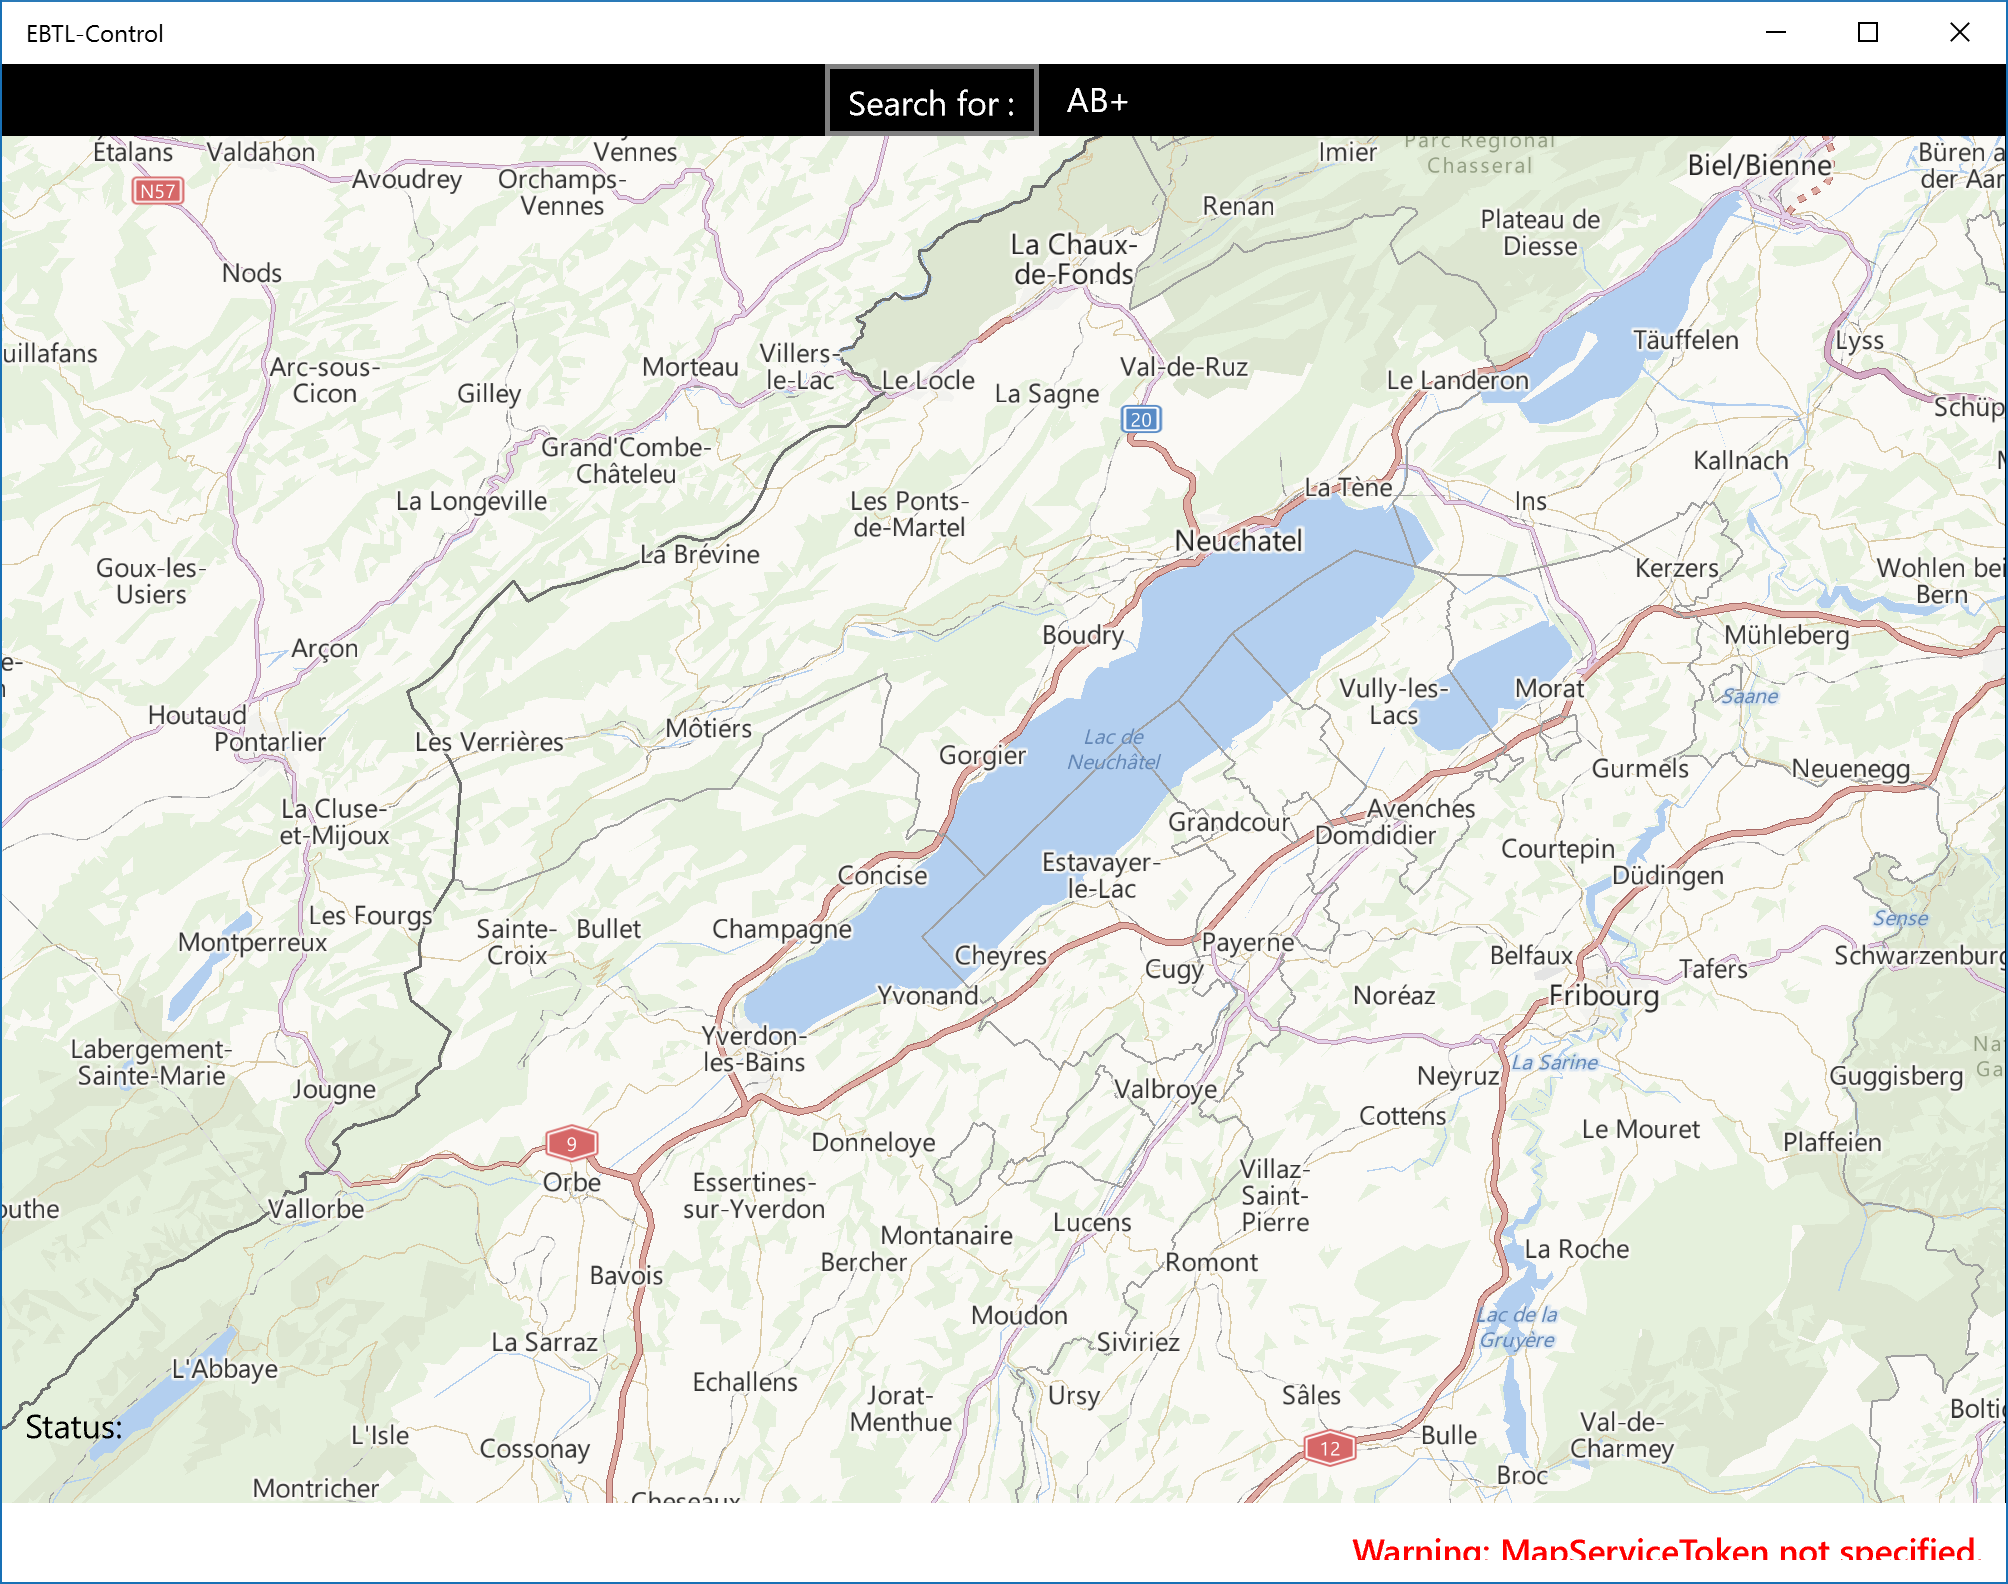 EBTL-Control
Search for :
AB+
Étalans
Valdahon
Vennes
Imier
Parc Régional
Chasseral
Biel/Bienne
Büren a
der Aar
N57
Avoudrey
Orchamps-
Vennes
Renan
Plateau de
Diesse
La Chaux-
de-Fonds
Nods
uillafans
Arc-sous-
Cicon
Gilley
Morteau
Villers-
le-Lac
Le Locle
La Sagne
Val-de-Ruz
Le Landeron
Täuffelen
Lyss
Schüp
20
Grand'Combe-
Châteleu
Kallnach
La Longeville
Les Ponts-
de-Martel
La Tène
Ins
Neuchatel
La Brévine
Goux-les-
Usiers
Kerzers
Wohlen bei
Bern
Boudry
Mühleberg
Arçon
Vully-les-
Lacs
Morat
Saane
Houtaud
Pontarlier
Les Verrières
Môtiers
Gorgier
Lac de
Neuchâtel
Gurmels
Neuenegg
La Cluse-
et-Mijoux
Grandcour
Avenches
Domdidier
Courtepin
Concise
Estavayer-
le-Lac
Düdingen
Les Fourgs
Montperreux
Sainte-
Croix
Bullet
Champagne
Cheyres
Payerne
Cugy
Belfaux
Tafers
Sense
Schwarzenburg
Yvonand
Noréaz
Fribourg
Yverdon-
les-Bains
Labergement-
Sainte-Marie
Jougne
Valbroye
Neyruz
La Sarine
Na
Ga
Guggisberg
Cottens
Le Mouret
Plaffeien
9
Orbe
Donneloye
Essertines-
sur-Yverdon
Villaz-
Saint-
Pierre
outhe
Vallorbe
Montanaire
Lucens
Bercher
Romont
La Roche
Bavois
Moudon
Siviriez
Lac de la
Gruyère
La Sarraz
L'Abbaye
Echallens
Jorat-
Menthue
Ursy
Sâles
Bolti
Status:
L'Isle
Cossonay
12
Bulle
Val-de-
Charmey
Broc
Montricher
Cheseaux
Warning: MapServiceToken not specified.